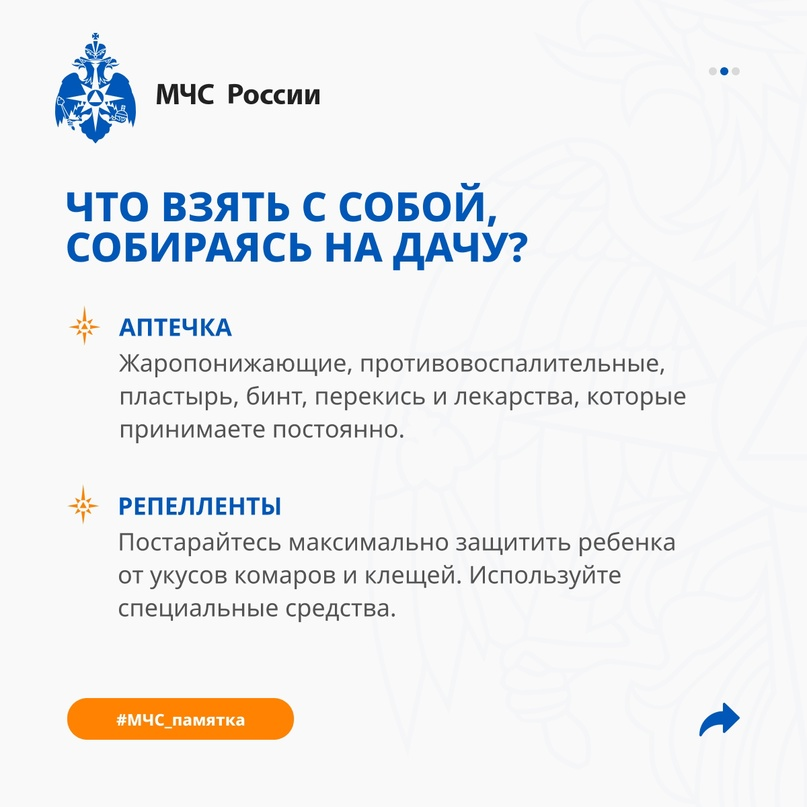 МЧС России
ЧТО ВЗЯТЬ С СОБОЙ,
СОБИРАЯСЬ НА ДАЧУ?
АПТЕЧКА
Жаропонижающие, противовоспалительные,
пластырь, бинт, перекись и лекарства, которые
принимаете постоянно.
РЕПЕЛЛЕНТЫ
Постарайтесь максимально защитить ребенка
от укусов комаров и клещей. Используйте
специальные средства.
#МЧС_памятка